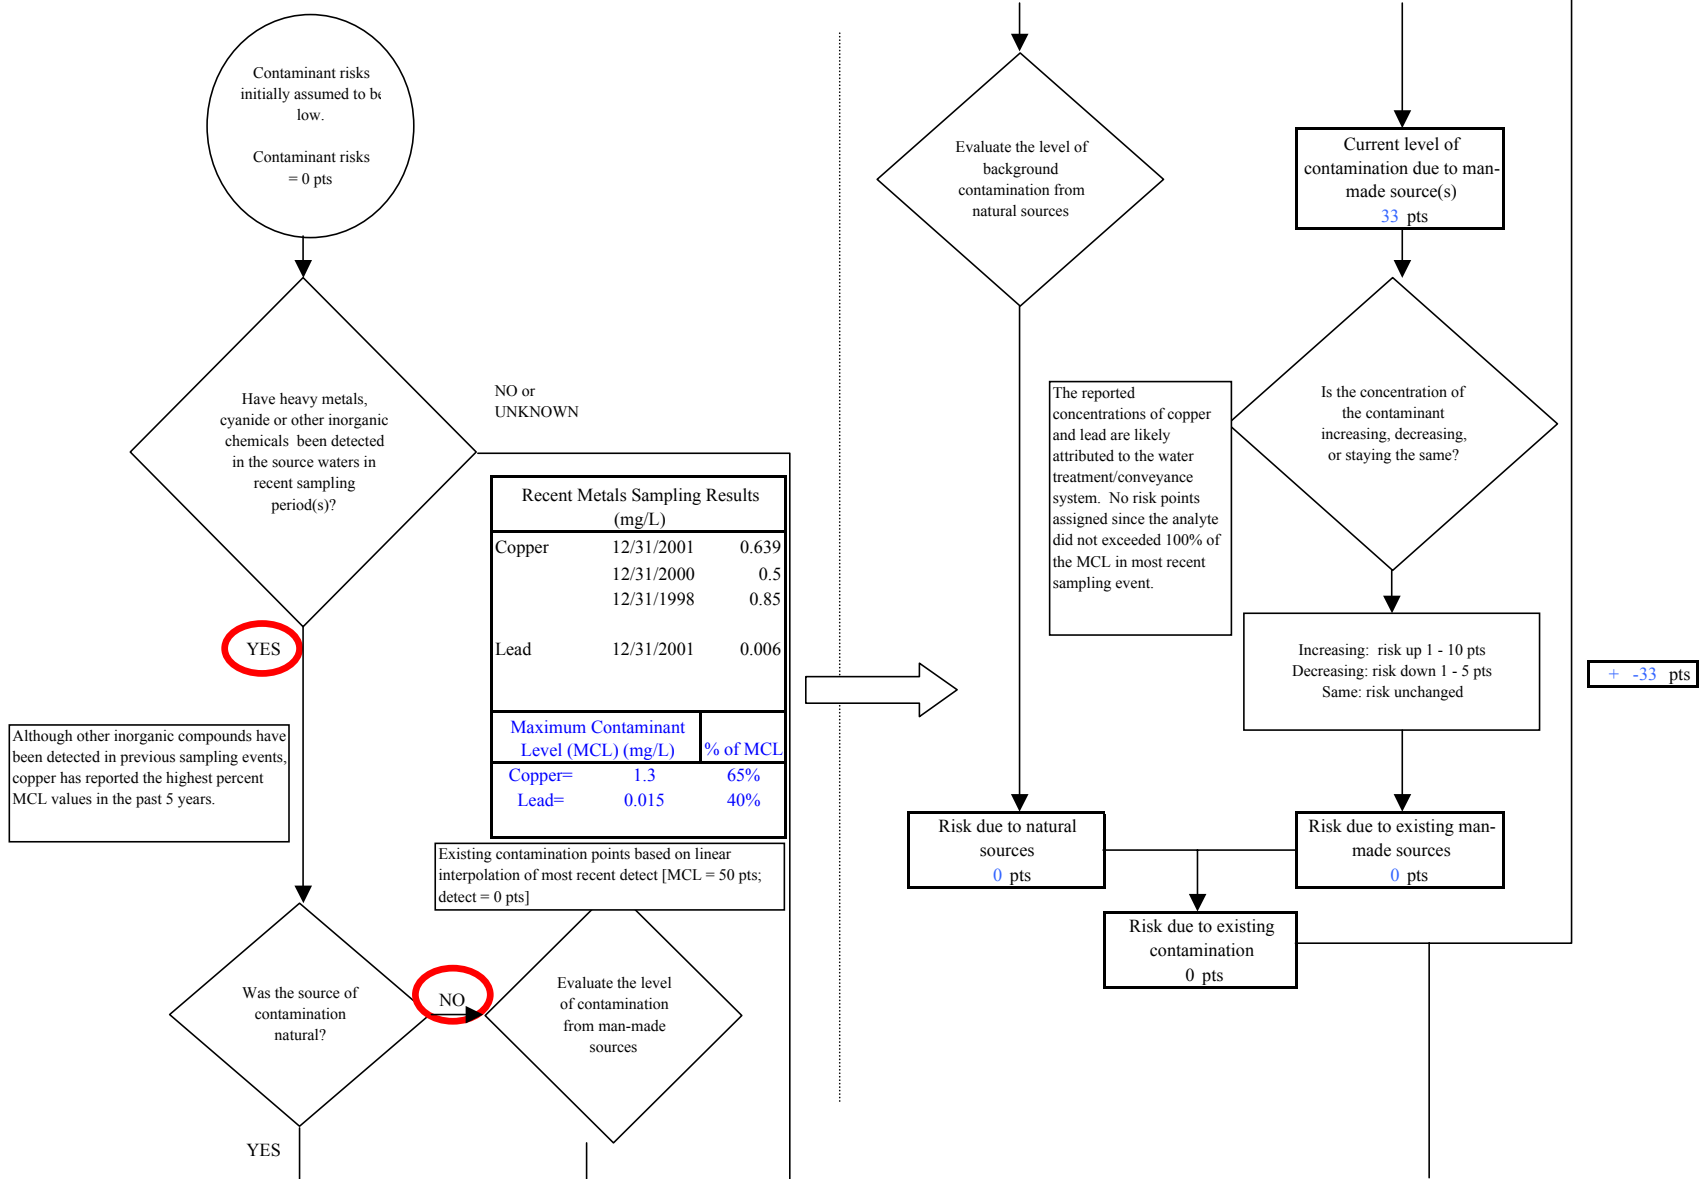 Contaminant risks
initially assumed to be
low.
Contaminant risks
= 0 pts
Have heavy metals,
cyanide or other inorganic
chemicals been detected
in the source waters in
recent sampling
period(s)?
NO or
UNKNOWN
YES
Recent Metals Sampling Results
(mg/L)
Copper 12/31/2001 0.639
12/31/2000 0.5
12/31/1998 0.85
Lead 12/31/2001 0.006
Maximum Contaminant
Level (MCL) (mg/L) % of MCL
Copper= 1.3 65%
Lead= 0.015 40%
Although other inorganic compounds have
been detected in previous sampling events,
copper has reported the highest percent
MCL values in the past 5 years.
Existing contamination points based on linear
interpolation of most recent detect [MCL = 50 pts;
detect = 0 pts]
Was the source of
contamination
natural?
NO
Evaluate the level
of contamination
from man-made
sources
YES
Evaluate the level of
background
contamination from
natural sources
Current level of
contamination due to man-
made source(s)
33 pts
The reported
concentrations of copper
and lead are likely
attributed to the water
treatment/conveyance
system. No risk points
assigned since the analyte
did not exceeded 100% of
the MCL in most recent
sampling event.
Is the concentration of
the contaminant
increasing, decreasing,
or staying the same?
Increasing: risk up 1 - 10 pts
Decreasing: risk down 1 - 5 pts
Same: risk unchanged
+ -33 pts
Risk due to natural
sources
0 pts
Risk due to existing man-
made sources
0 pts
Risk due to existing
contamination
0 pts